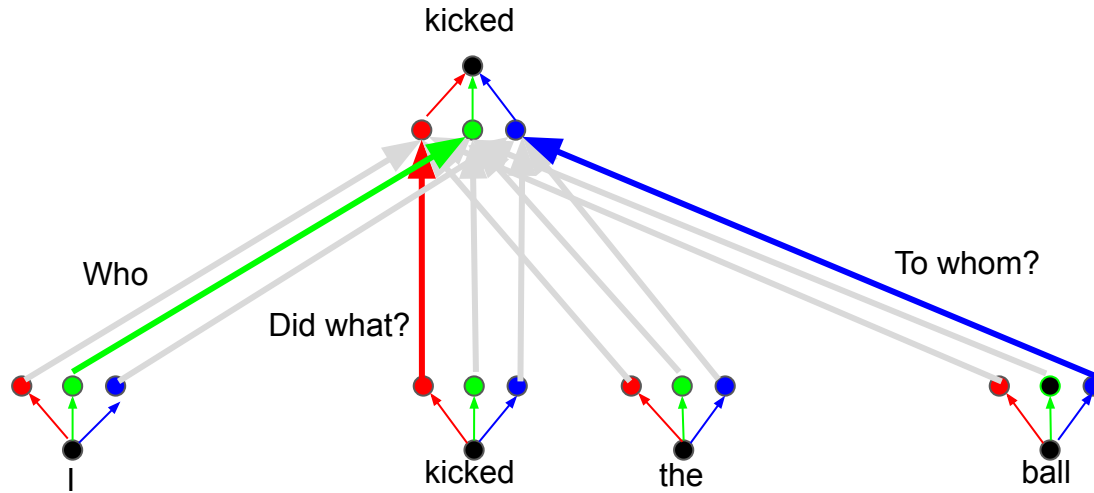 kicked
Who
To whom?
Did what?
I
kicked
the
ball